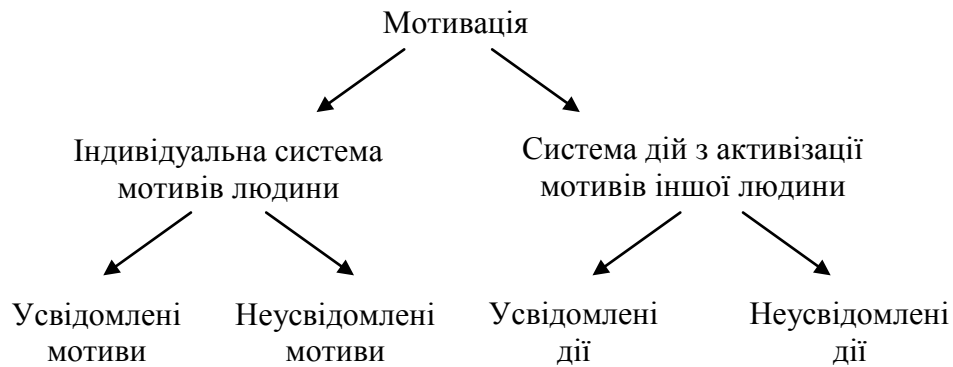 Мотивація
Індивідуальна система
мотивів людини
Система дій з активізації
мотивів іншої людини
Усвідомлені
мотиви
Неусвідомлені
мотиви
Усвідомлені
дії
Неусвідомлені
дії